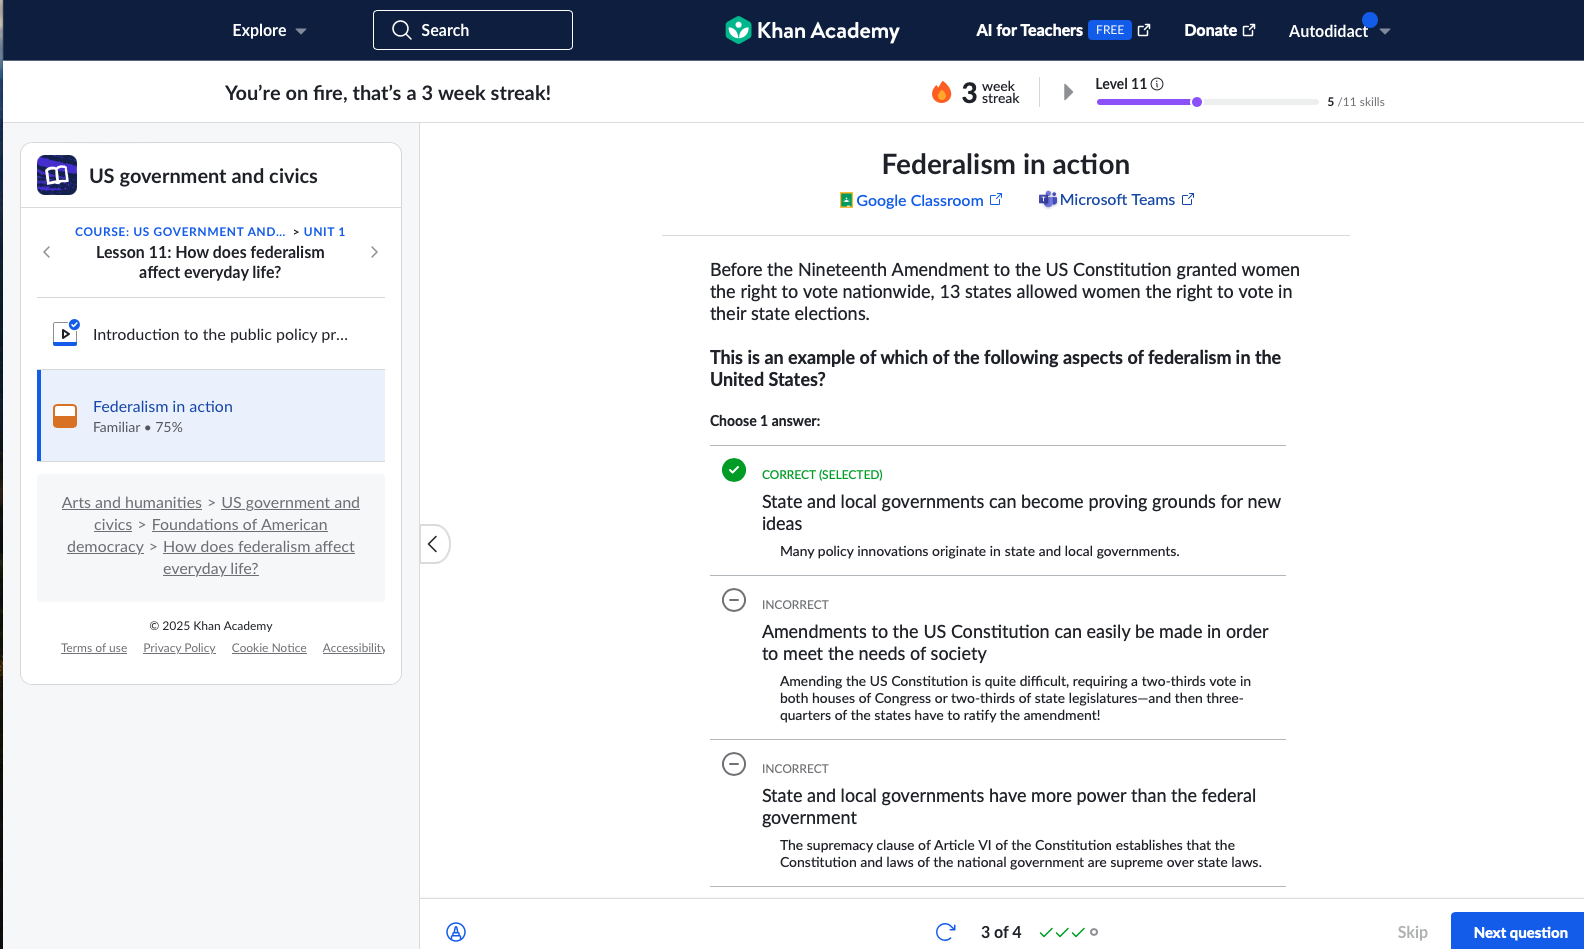 Explore
Search
Khan Academy
AI for Teachers FREE
Donate
Autodidact
You're on fire, that's a 3 week streak!
3 week streak
Level 11
5 /11 skills
US government and civics
COURSE: US GOVERNMENT AND... > UNIT 1
Lesson 11: How does federalism
affect everyday life?
Introduction to the public policy pr...
Federalism in action
Familiar • 75%
Arts and humanities > US government and
civics > Foundations of American
democracy > How does federalism affect
everyday life?
© 2025 Khan Academy
Terms of use Privacy Policy Cookie Notice Accessibility
Federalism in action
Google Classroom Microsoft Teams
Before the Nineteenth Amendment to the US Constitution granted women
the right to vote nationwide, 13 states allowed women the right to vote in
their state elections.
This is an example of which of the following aspects of federalism in the
United States?
Choose 1 answer:
CORRECT (SELECTED)
State and local governments can become proving grounds for new
ideas
Many policy innovations originate in state and local governments.
INCORRECT
Amendments to the US Constitution can easily be made in order
to meet the needs of society
Amending the US Constitution is quite difficult, requiring a two-thirds vote in
both houses of Congress or two-thirds of state legislatures—and then three-
quarters of the states have to ratify the amendment!
INCORRECT
State and local governments have more power than the federal
government
The supremacy clause of Article VI of the Constitution establishes that the
Constitution and laws of the national government are supreme over state laws.
3 of 4
Skip
Next question